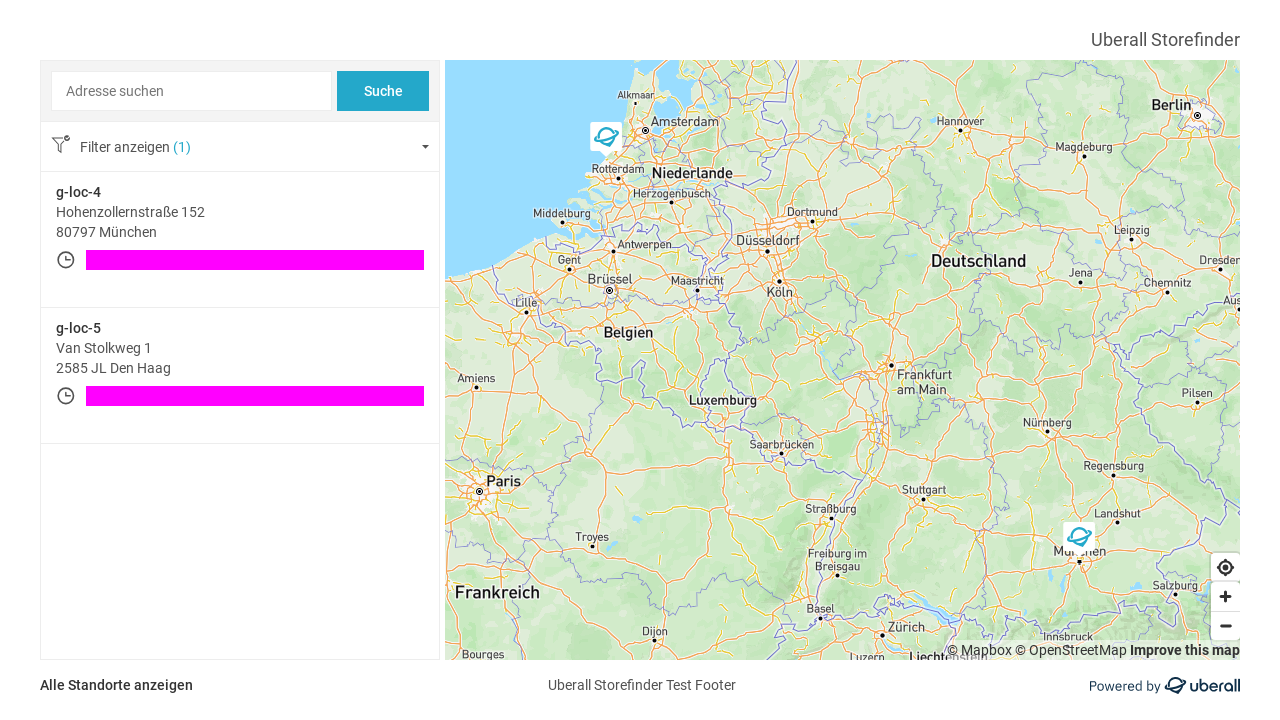 Uberall Storefinder
Adresse suchen
Suche
Filter anzeigen (1)
g-loc-4
Hohenzollernstraße 152
80797 München
g-loc-5
Van Stolkweg 1
2585 JL Den Haag
Alkmaar
Amsterdam
Berlin
Hannover
Magdeburg
Rotterdam
Niederlande
Herzogenbusch
Middelburg
Dortmund
Antwerpen
Düsseldorf
Leipzig
Gent
Deutschland
Dresden
Brüssel
Maastricht
Jena
Chemnitz
Köln
Lille
Aus
Belgien
Amiens
Frankfurt
am Main
Luxemburg
Pilsen
Nürnberg
Saarbrücken
Regensburg
Paris
Stuttgart
Straßburg
Landshut
Troyes
München
Freiburg im
Breisgau
Salzburg
Frankreich
Basel
Zürich
Dijon
Innsbruck
Bourges
Luzern
Liechtenstein
© Mapbox © OpenStreetMap Improve this map
Alle Standorte anzeigen
Uberall Storefinder Test Footer
Powered by uberall